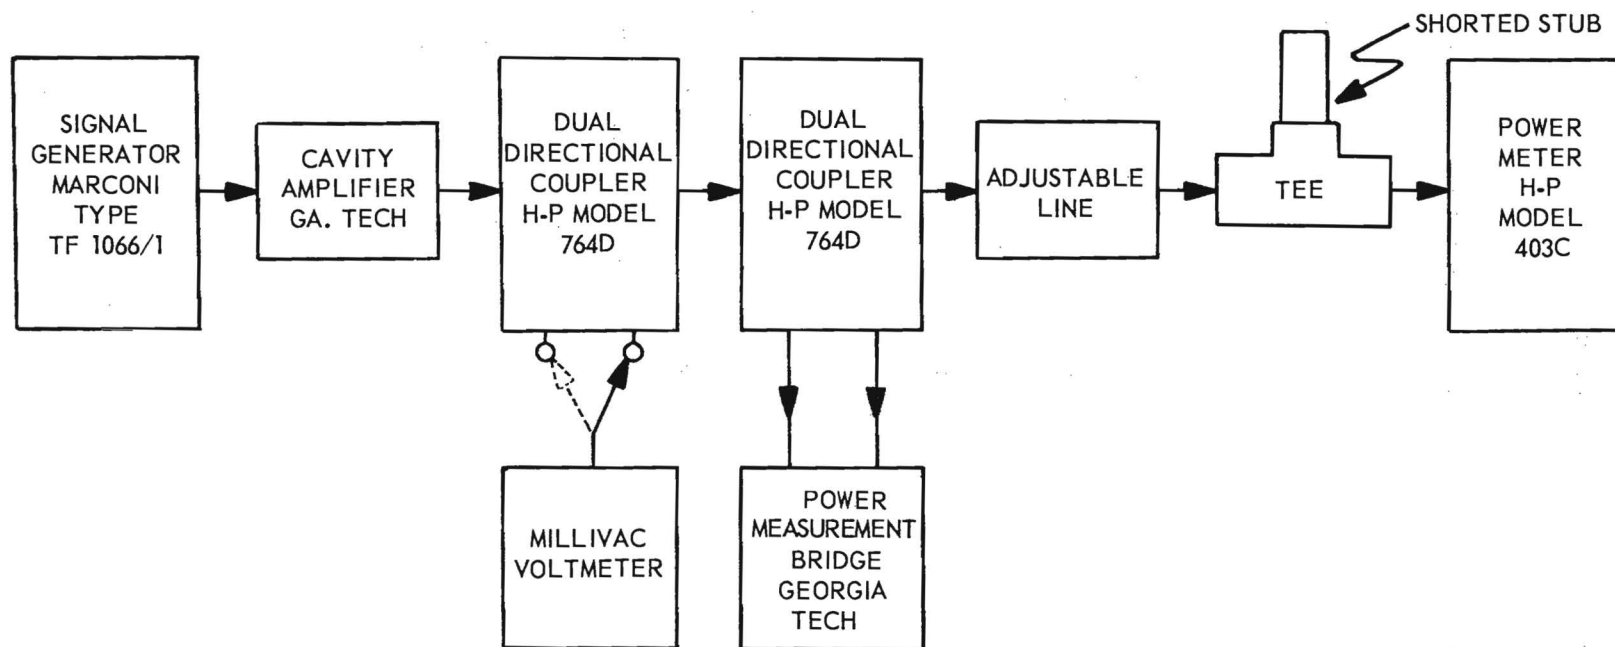 SHORTED STUB
SIGNAL
GENERATOR
MARCONI
TYPE
TF 1066/1
CAVITY
AMPLIFIER
GA. TECH
DUAL
DIRECTIONAL
COUPLER
H-P MODEL
764D
DUAL
DIRECTIONAL
COUPLER
H-P MODEL
764D
ADJUSTABLE
LINE
TEE
POWER
METER
H-P
MODEL
403C
MILLIVAC
VOLTMETER
POWER
MEASUREMENT
BRIDGE
GEORGIA
TECH